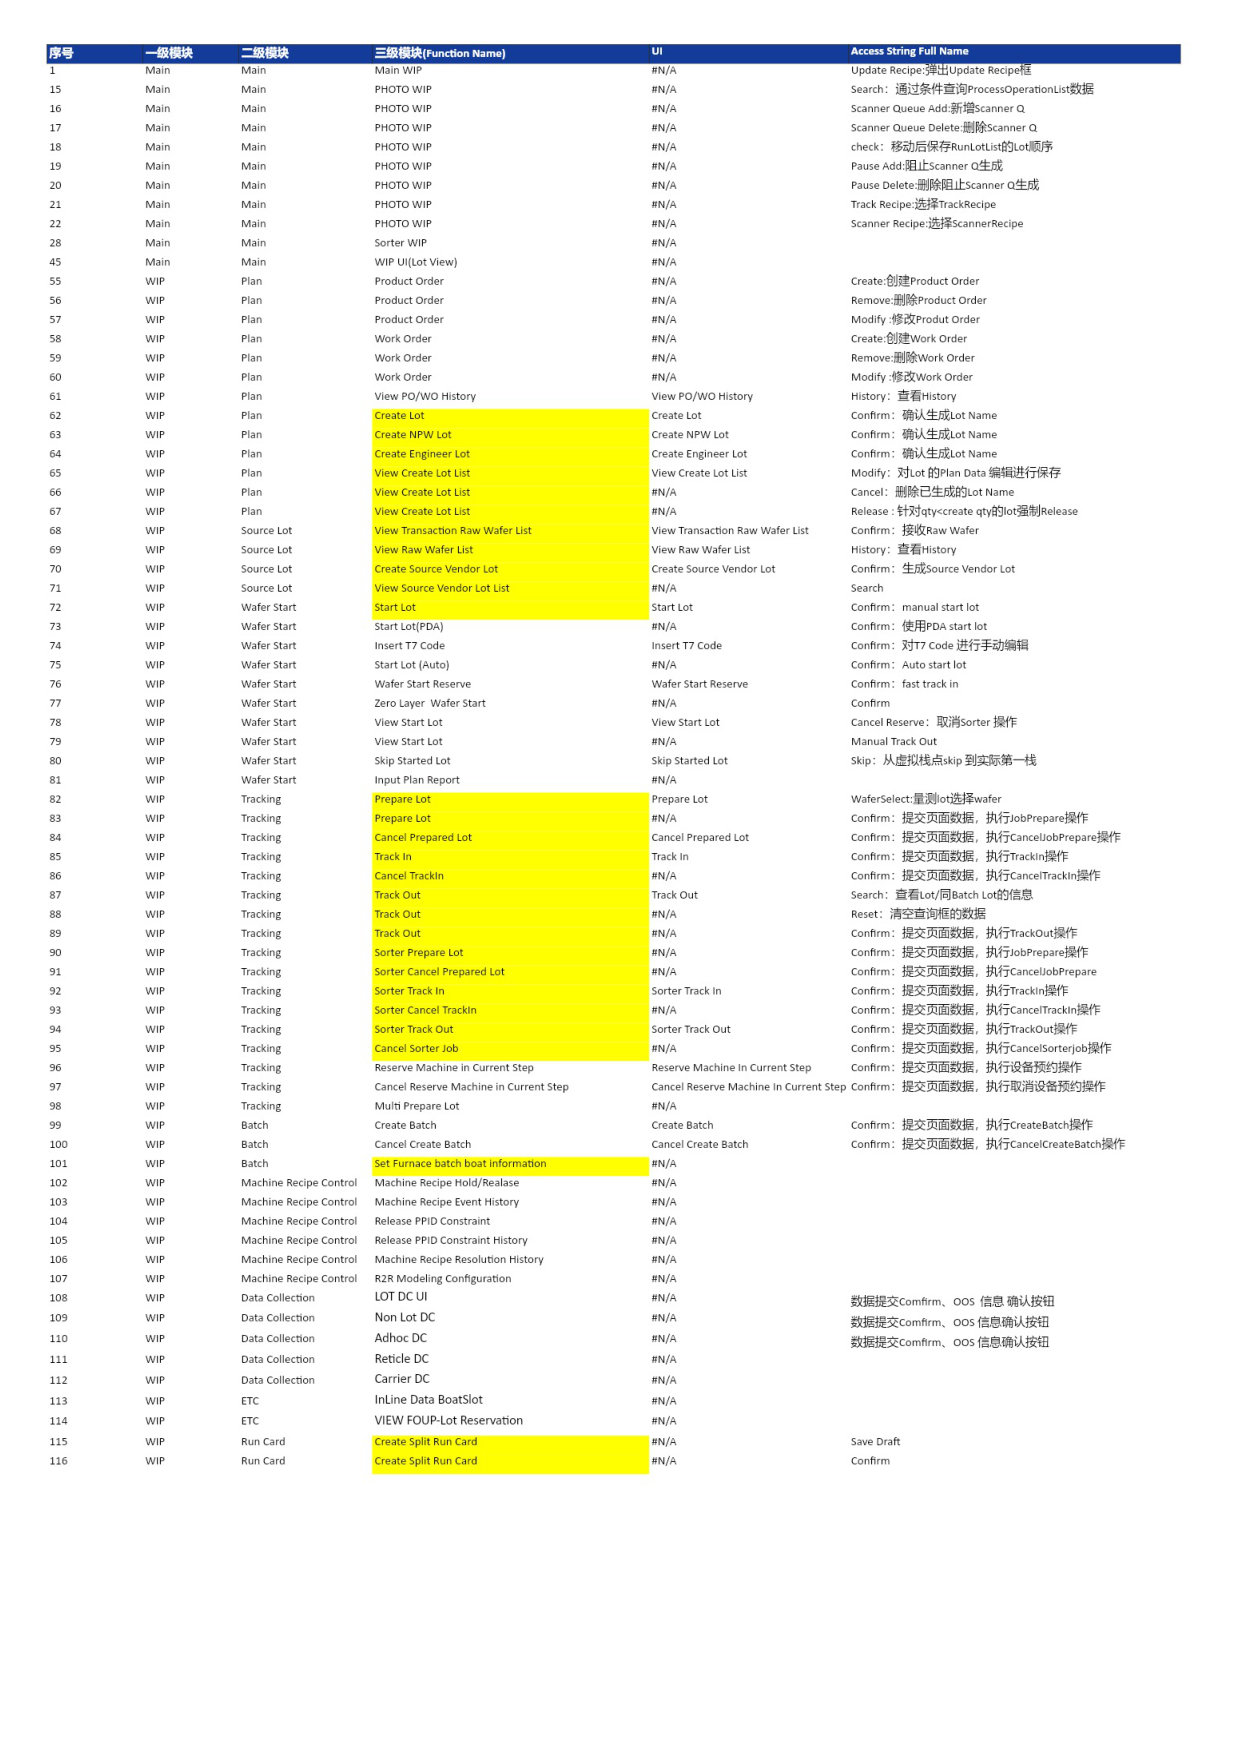 序号 一级模块 二级模块 三级模块(Function Name) UI Access String Full Name
1 Main Main Main WIP #N/A Update Recipe:弹出Update Recipe框
15 Main Main PHOTO WIP #N/A Search：通过条件查询ProcessOperationList数据
16 Main Main PHOTO WIP #N/A Scanner Queue Add:新增Scanner Q
17 Main Main PHOTO WIP #N/A Scanner Queue Delete:删除Scanner Q
18 Main Main PHOTO WIP #N/A check：移动后保存RunLotList的Lot顺序
19 Main Main PHOTO WIP #N/A Pause Add:阻止Scanner Q生成
20 Main Main PHOTO WIP #N/A Pause Delete:删除阻止Scanner Q生成
21 Main Main PHOTO WIP #N/A Track Recipe:选择TrackRecipe
22 Main Main PHOTO WIP #N/A Scanner Recipe:选择ScannerRecipe
28 Main Main Sorter WIP #N/A
45 Main Main WIP UI(Lot View) #N/A
55 WIP Plan Product Order #N/A Create:创建Product Order
56 WIP Plan Product Order #N/A Remove:删除Product Order
57 WIP Plan Product Order #N/A Modify :修改Produt Order
58 WIP Plan Work Order #N/A Create:创建Work Order
59 WIP Plan Work Order #N/A Remove:删除Work Order
60 WIP Plan Work Order #N/A Modify :修改Work Order
61 WIP Plan View PO/WO History View PO/WO History History：查看History
62 WIP Plan Create Lot Create Lot Confirm：确认生成Lot Name
63 WIP Plan Create NPW Lot Create NPW Lot Confirm：确认生成Lot Name
64 WIP Plan Create Engineer Lot Create Engineer Lot Confirm：确认生成Lot Name
65 WIP Plan View Create Lot List View Create Lot List Modify：对Lot 的Plan Data 编辑进行保存
66 WIP Plan View Create Lot List #N/A Cancel：删除已生成的Lot Name
67 WIP Plan View Create Lot List #N/A Release : 针对qty<create qty的lot强制Release
68 WIP Source Lot View Transaction Raw Wafer List View Transaction Raw Wafer List Confirm：接收Raw Wafer
69 WIP Source Lot View Raw Wafer List View Raw Wafer List History：查看History
70 WIP Source Lot Create Source Vendor Lot Create Source Vendor Lot Confirm：生成Source Vendor Lot
71 WIP Source Lot View Source Vendor Lot List #N/A Search
72 WIP Wafer Start Start Lot Start Lot Confirm：manual start lot
73 WIP Wafer Start Start Lot(PDA) #N/A Confirm：使用PDA start lot
74 WIP Wafer Start Insert T7 Code Insert T7 Code Confirm：对T7 Code 进行手动编辑
75 WIP Wafer Start Start Lot (Auto) #N/A Confirm：Auto start lot
76 WIP Wafer Start Wafer Start Reserve Wafer Start Reserve Confirm：fast track in
77 WIP Wafer Start Zero Layer  Wafer Start #N/A Confirm
78 WIP Wafer Start View Start Lot View Start Lot Cancel Reserve：取消Sorter 操作
79 WIP Wafer Start View Start Lot #N/A Manual Track Out
80 WIP Wafer Start Skip Started Lot Skip Started Lot Skip：从虚拟栈点skip 到实际第一栈
81 WIP Wafer Start Input Plan Report #N/A
82 WIP Tracking Prepare Lot Prepare Lot WaferSelect:量测lot选择wafer
83 WIP Tracking Prepare Lot #N/A Confirm：提交页面数据，执行JobPrepare操作
84 WIP Tracking Cancel Prepared Lot Cancel Prepared Lot Confirm：提交页面数据，执行CancelJobPrepare操作
85 WIP Tracking Track In Track In Confirm：提交页面数据，执行TrackIn操作
86 WIP Tracking Cancel TrackIn #N/A Confirm：提交页面数据，执行CancelTrackIn操作
87 WIP Tracking Track Out Track Out Search：查看Lot/同Batch Lot的信息
88 WIP Tracking Track Out #N/A Reset：清空查询框的数据
89 WIP Tracking Track Out #N/A Confirm：提交页面数据，执行TrackOut操作
90 WIP Tracking Sorter Prepare Lot #N/A Confirm：提交页面数据，执行JobPrepare操作
91 WIP Tracking Sorter Cancel Prepared Lot #N/A Confirm：提交页面数据，执行CancelJobPrepare
92 WIP Tracking Sorter Track In Sorter Track In Confirm：提交页面数据，执行TrackIn操作
93 WIP Tracking Sorter Cancel TrackIn #N/A Confirm：提交页面数据，执行CancelTrackIn操作
94 WIP Tracking Sorter Track Out Sorter Track Out Confirm：提交页面数据，执行TrackOut操作
95 WIP Tracking Cancel Sorter Job #N/A Confirm：提交页面数据，执行CancelSorterjob操作
96 WIP Tracking Reserve Machine in Current Step Reserve Machine In Current Step Confirm：提交页面数据，执行设备预约操作
97 WIP Tracking Cancel Reserve Machine in Current Step Cancel Reserve Machine In Current Step Confirm：提交页面数据，执行取消设备预约操作
98 WIP Tracking Multi Prepare Lot #N/A
99 WIP Batch Create Batch Create Batch Confirm：提交页面数据，执行CreateBatch操作
100 WIP Batch Cancel Create Batch Cancel Create Batch Confirm：提交页面数据，执行CancelCreateBatch操作
101 WIP Batch Set Furnace batch boat information #N/A
102 WIP Machine Recipe Control Machine Recipe Hold/Realase #N/A
103 WIP Machine Recipe Control Machine Recipe Event History #N/A
104 WIP Machine Recipe Control Release PPID Constraint #N/A
105 WIP Machine Recipe Control Release PPID Constraint History #N/A
106 WIP Machine Recipe Control Machine Recipe Resolution History #N/A
107 WIP Machine Recipe Control R2R Modeling Configuration #N/A
108 WIP Data Collection LOT DC UI #N/A 数据提交Comfirm、OOS  信息 确认按钮
109 WIP Data Collection Non Lot DC #N/A 数据提交Comfirm、OOS 信息确认按钮
110 WIP Data Collection Adhoc DC #N/A 数据提交Comfirm、OOS 信息确认按钮
111 WIP Data Collection Reticle DC #N/A
112 WIP Data Collection Carrier DC #N/A
113 WIP ETC InLine Data BoatSlot #N/A
114 WIP ETC VIEW FOUP-Lot Reservation #N/A
115 WIP Run Card Create Split Run Card #N/A Save Draft
116 WIP Run Card Create Split Run Card #N/A Confirm